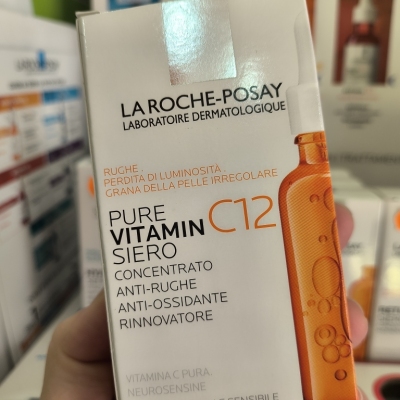 LA ROCHE-POSAY
LABORATOIRE DERMATOLOGIQUE
RUGHE
PERDITA DI LUMINOSITÀ
GRANA DELLA PELLE IRREGOLARE
PURE
VITAMIN C12
SIERO
CONCENTRATO
ANTI-RUGHE
ANTI-OSSIDANTE
RINNOVATORE
VITAMINA C PURA.
NEUROSENSINE
SENSIBILE